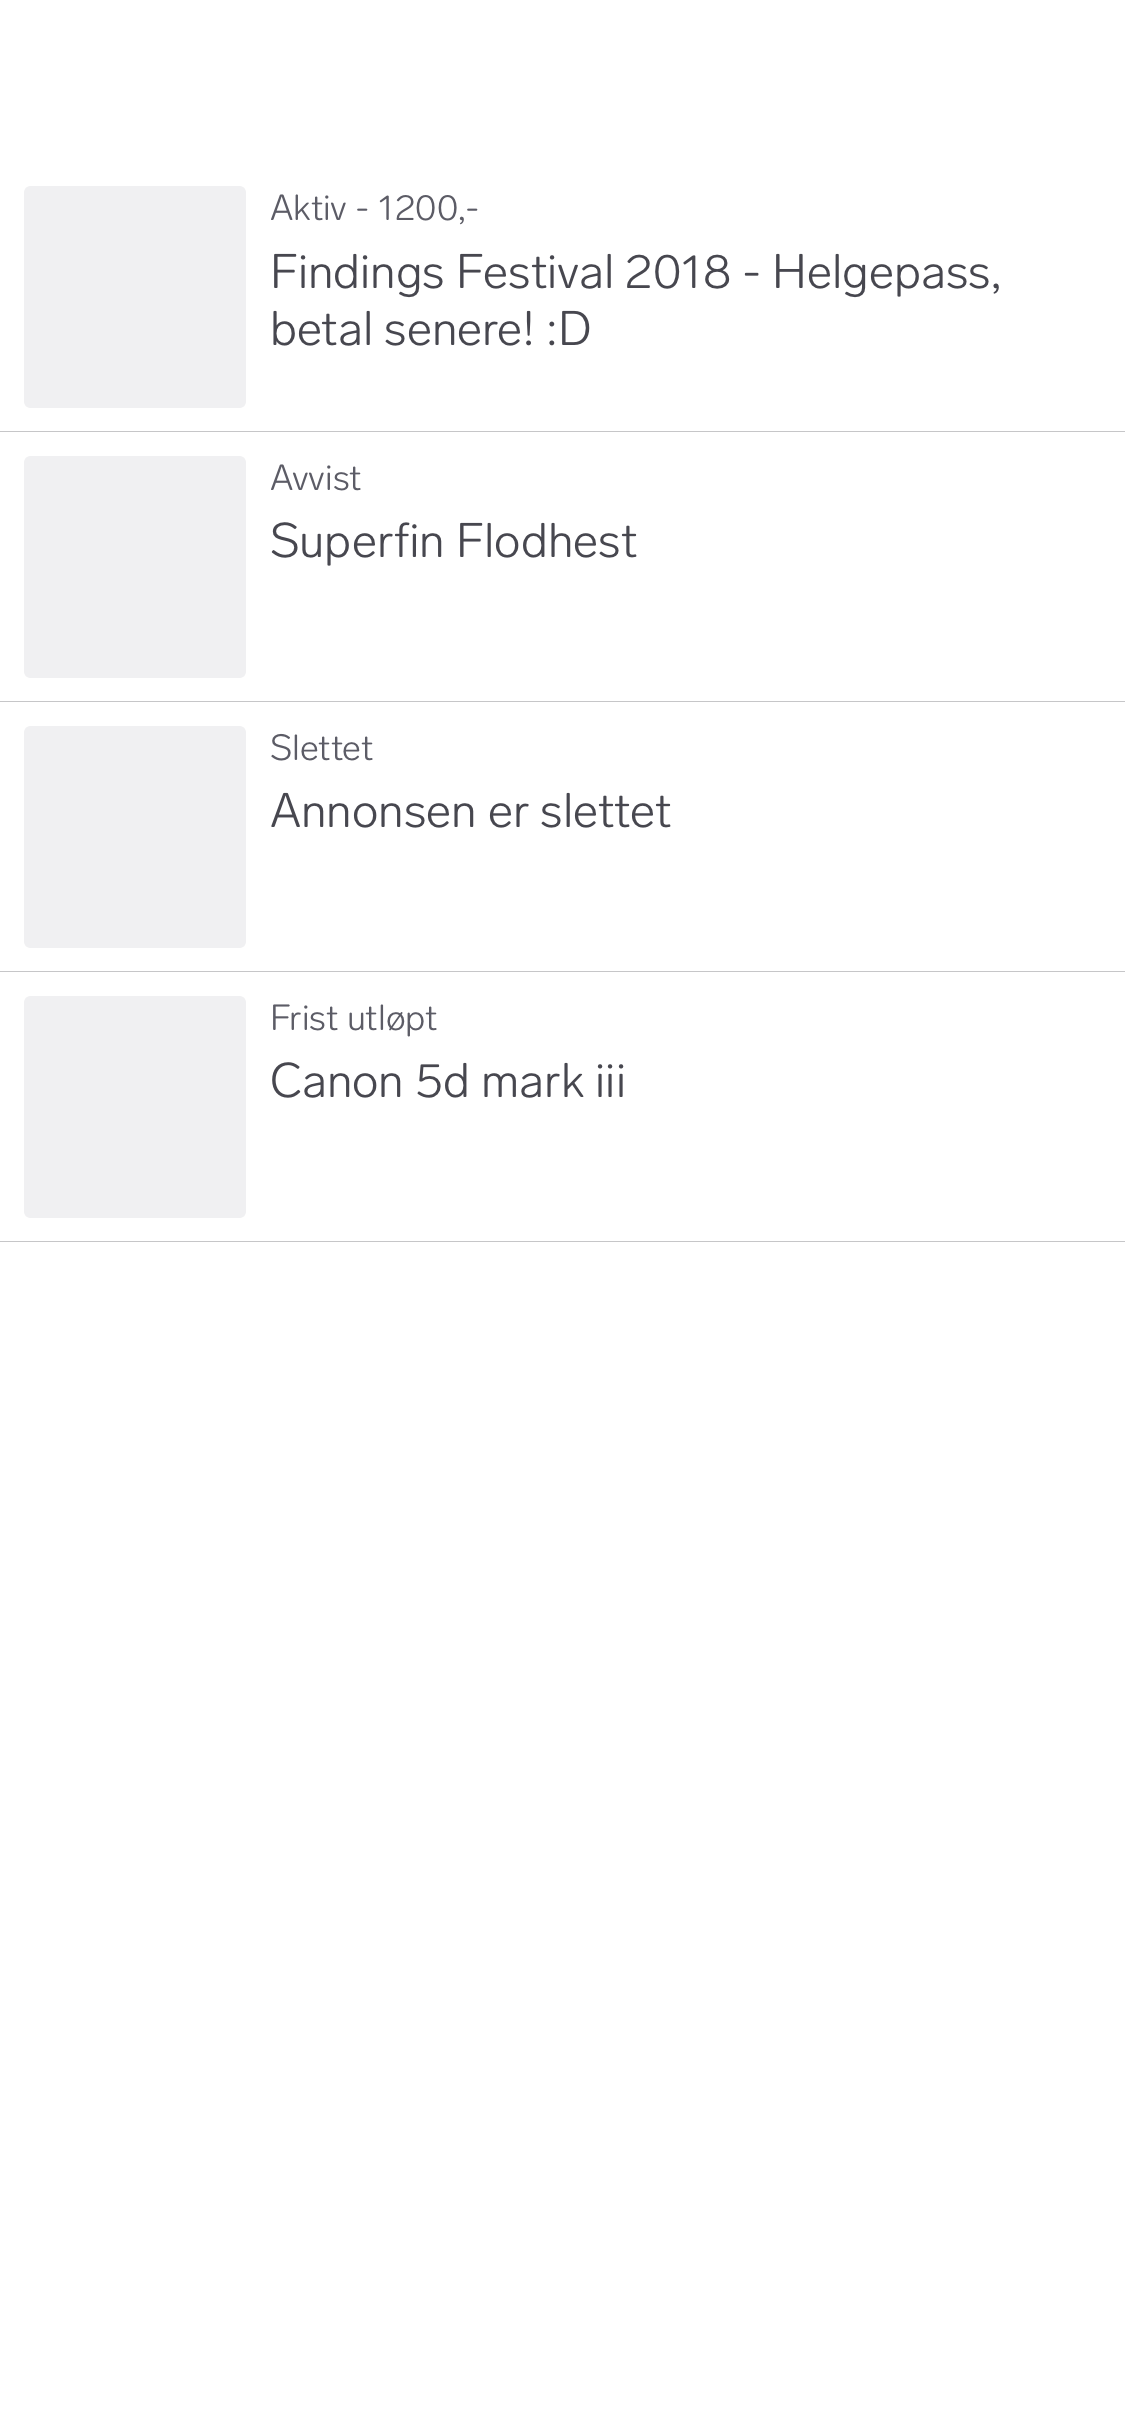 Aktiv - 1200,-
Findings Festival 2018 - Helgepass,
betal senere! :D
Avvist
Superfin Flodhest
Slettet
Annonsen er slettet
Frist utløpt
Canon 5d mark iii